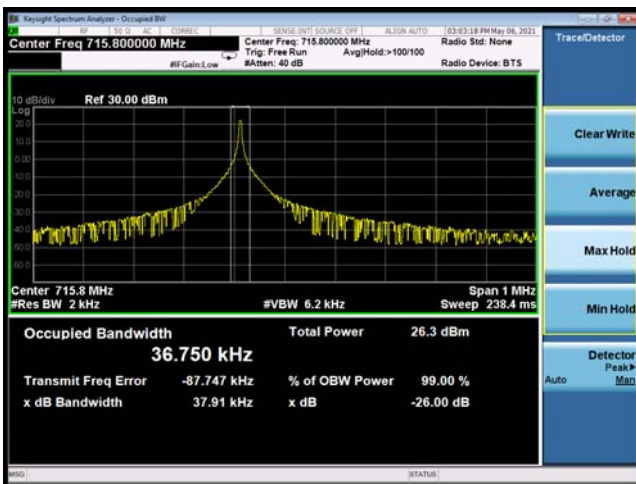 Keysight Spectrum Analyzer - Occupied BW
RF 50 Ω AC CORREC SENSE:INT SOURCE OFF ALIGN AUTO 03:03:18 PM May 06, 2021
Center Freq 715.800000 MHz
Center Freq: 715.800000 MHz
Radio Std: None
Trig: Free Run Avg|Hold:>100/100
#IFGain:Low #Atten: 40 dB Radio Device: BTS
Trace/Detector
10 dB/div Ref 30.00 dBm
Log
20.0
10.0
0.00
-10.0
-20.0
-30.0
-40.0
-50.0
-60.0
Center 715.8 MHz Span 1 MHz
#Res BW 2 kHz #VBW 6.2 kHz Sweep 238.4 ms
Occupied Bandwidth Total Power 26.3 dBm
36.750 kHz
Transmit Freq Error -87.747 kHz % of OBW Power 99.00 %
x dB Bandwidth 37.91 kHz x dB -26.00 dB
Clear Write
Average
Max Hold
Min Hold
Detector
Peak▶
Auto Man
MSG STATUS